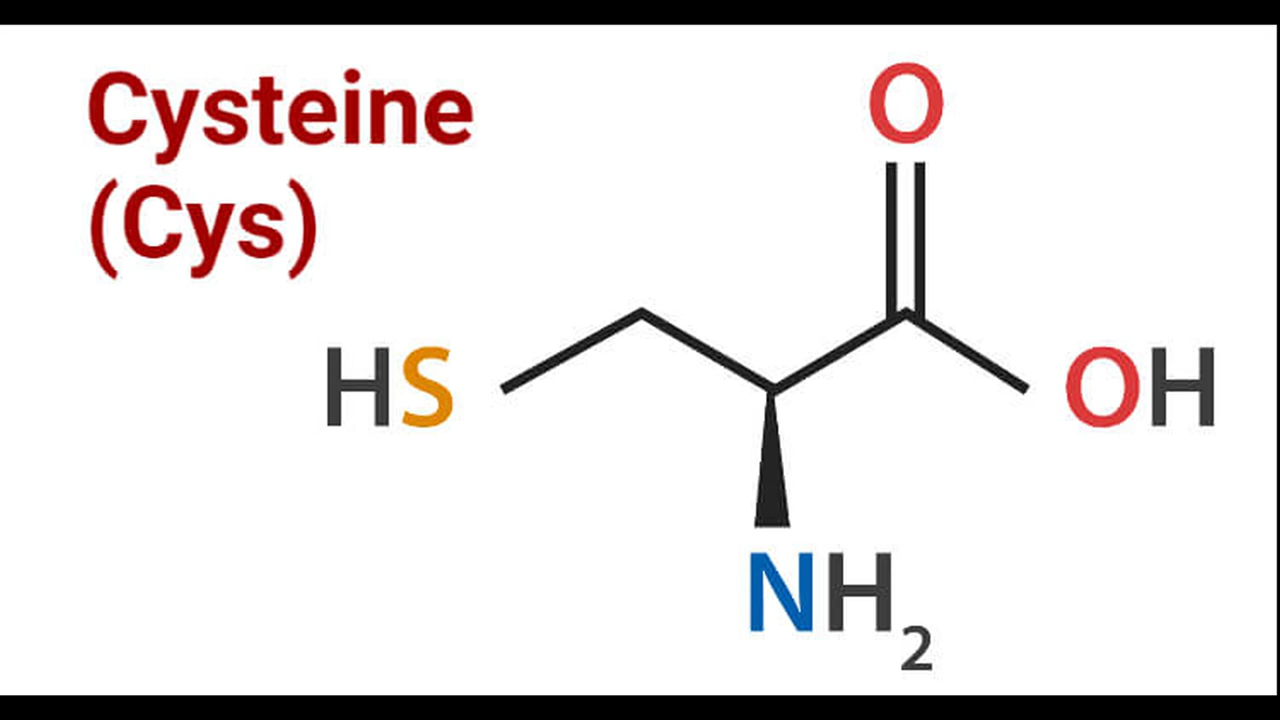 Cysteine
(Cys)
O
HS
OH
NH₂